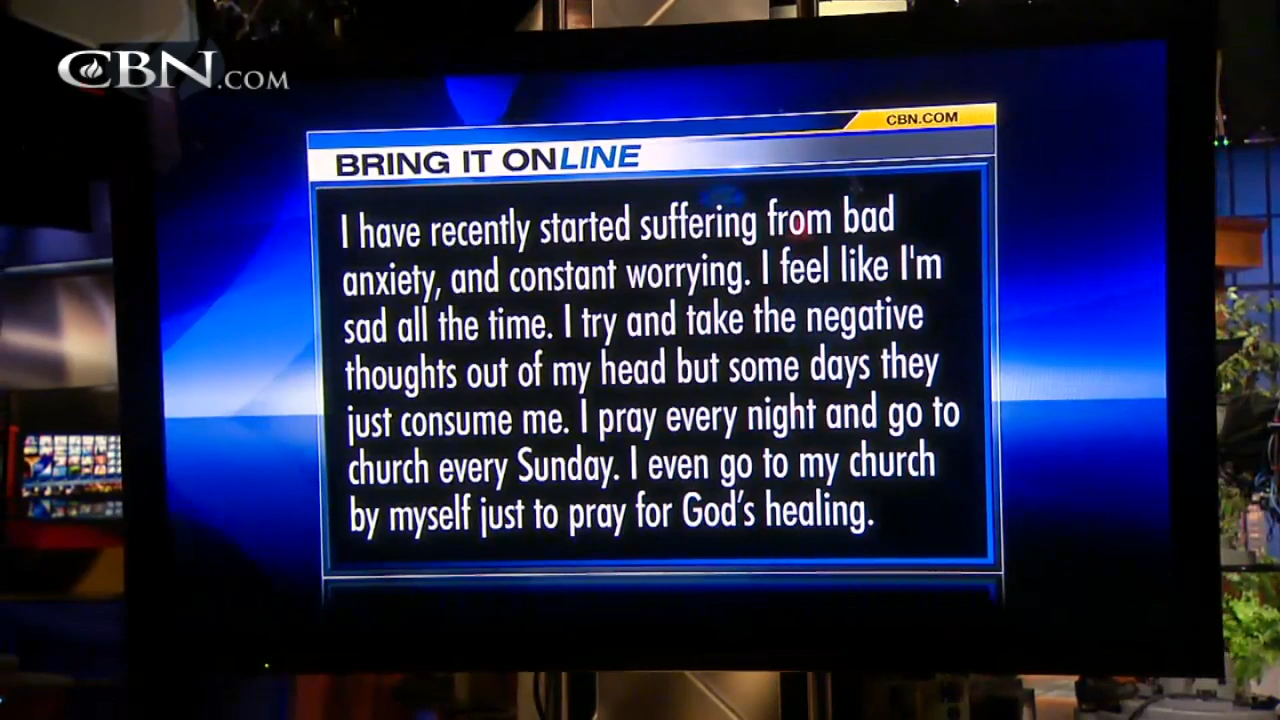 CBN.COM
CBN.COM
BRING IT ONLINE
I have recently started suffering from bad
anxiety, and constant worrying. I feel like I'm
sad all the time. I try and take the negative
thoughts out of my head but some days they
just consume me. I pray every night and go to
church every Sunday. I even go to my church
by myself just to pray for God's healing.